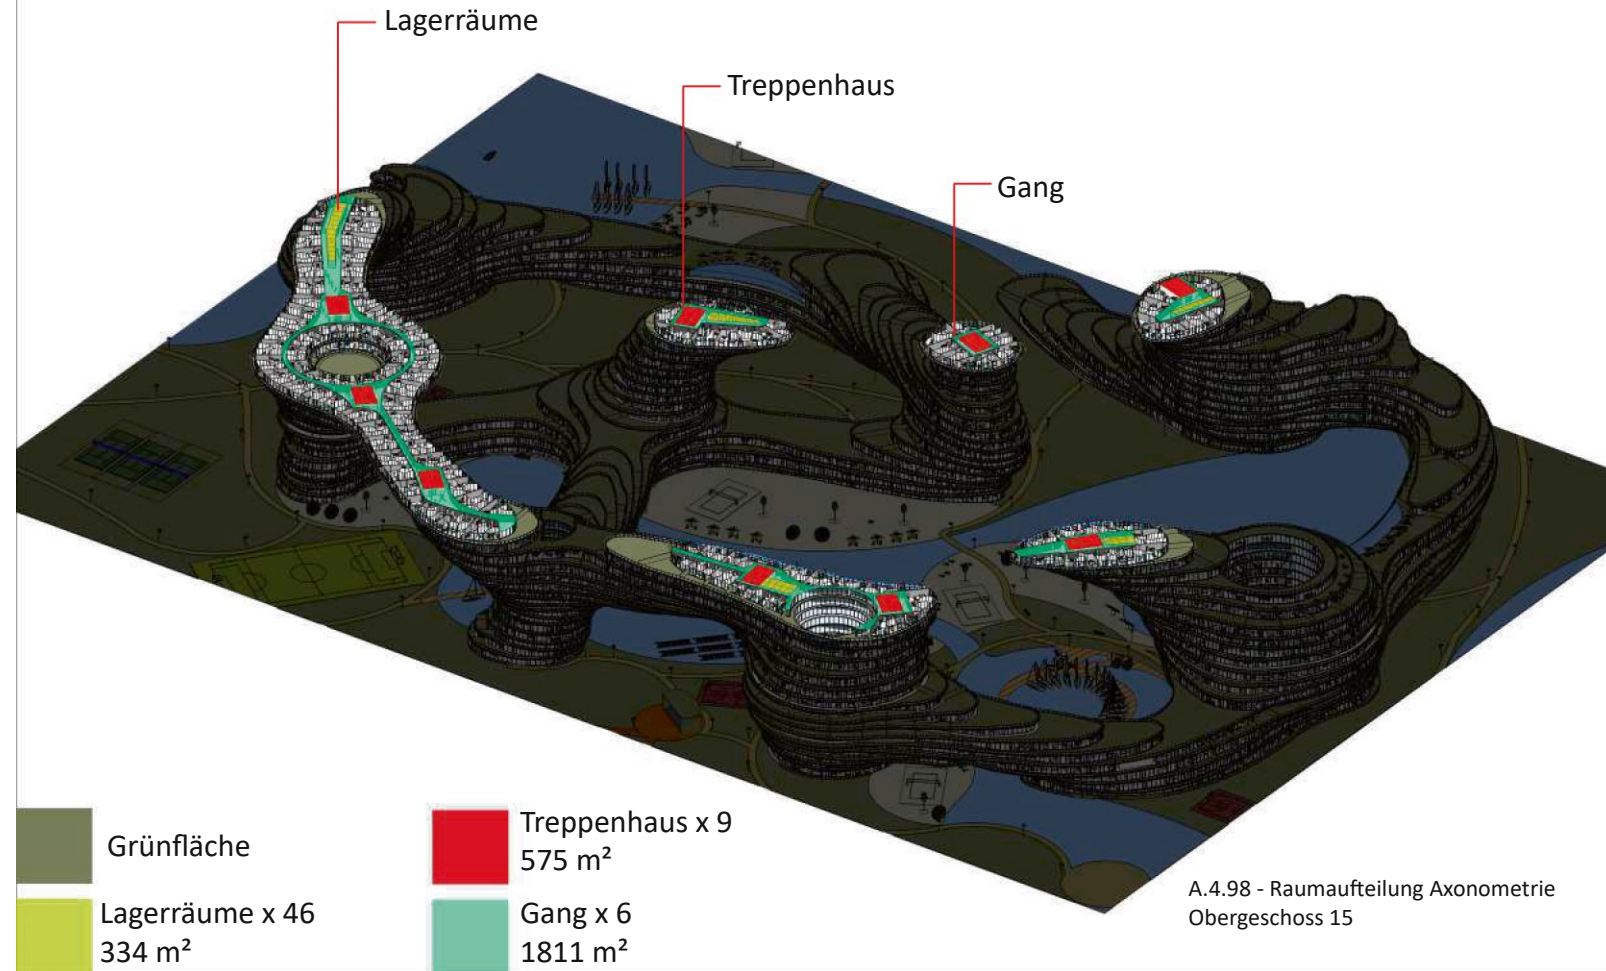 Lagerräume
Treppenhaus
Gang
Grünfläche
Treppenhaus x 9
575 m²
Lagerräume x 46
334 m²
Gang x 6
1811 m²
A.4.98 - Raumaufteilung Axonometrie
Obergeschoss 15